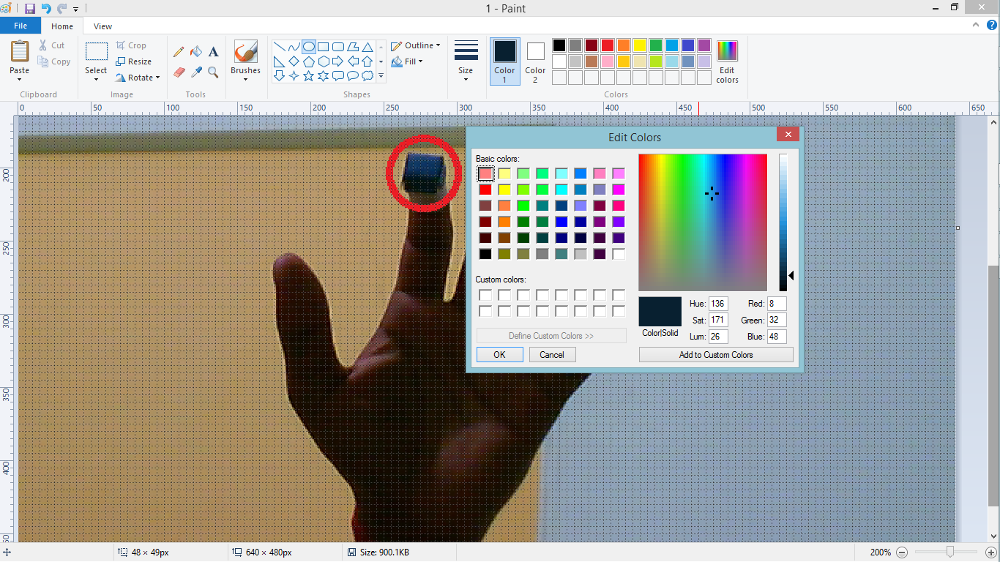 1 - Paint
File Home View
Paste Cut Copy
Clipboard
Select Crop Resize Rotate
Image
A
Tools
Brushes
Shapes
Outline Fill
Size
Color 1
Color 2
Edit colors
Colors
0 50 100 150 200 250 300 350 400 450 500 550 600 650
200
250
300
350
400
Edit Colors
Basic colors:
Custom colors:
Define Custom Colors >>
OK Cancel
Color|Solid
Hue: 136 Red: 8
Sat: 171 Green: 32
Lum: 26 Blue: 48
Add to Custom Colors
48 × 49px 640 × 480px Size: 900.1KB 200%